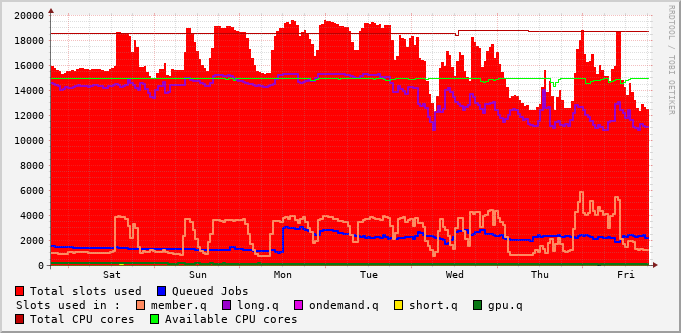 20000
18000
16000
14000
12000
10000
8000
6000
4000
2000
0
Sat Sun Mon Tue Wed Thu Fri
RRDTOOL / TOBI OETIKER
Total slots used Queued Jobs
Slots used in : member.q long.q ondemand.q short.q gpu.q
Total CPU cores Available CPU cores